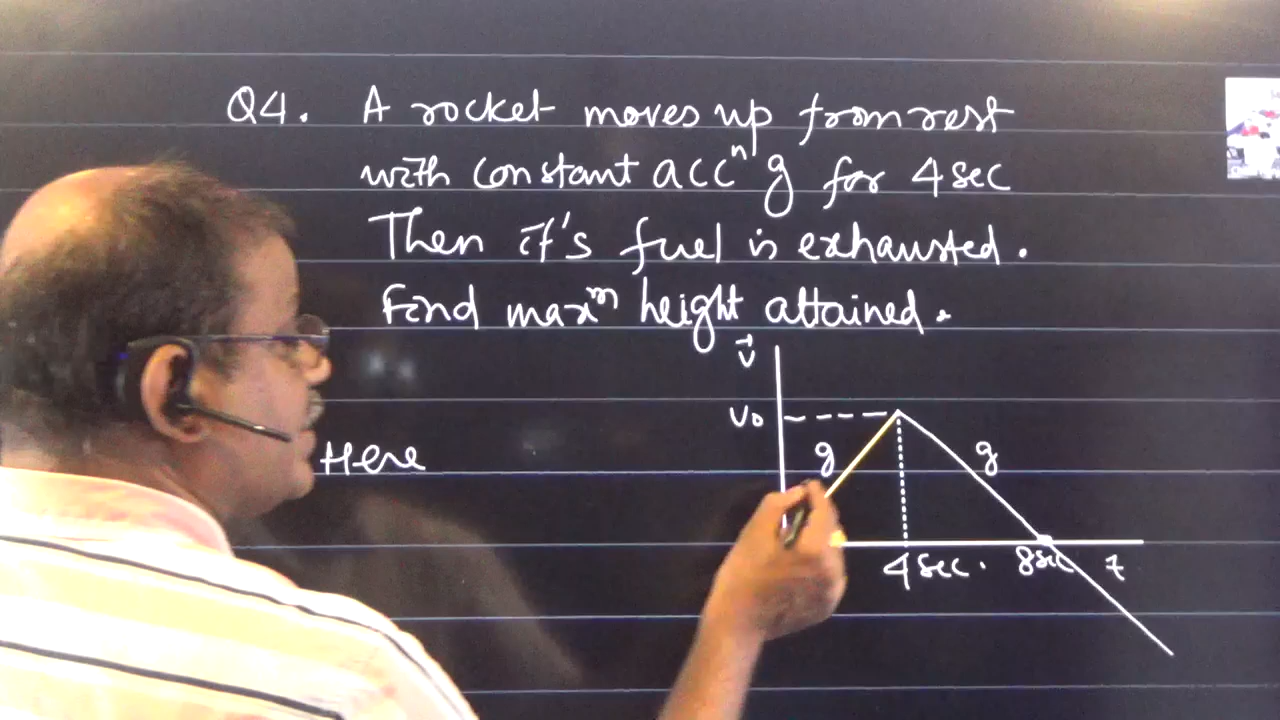 Q4. A rocket moves up from rest
with constant accⁿ g for 4 sec
Then it's fuel is exhausted.
Find maxᵐ height attained.
v⃗
v₀
g
g
Here
4 sec.
8 sec
t